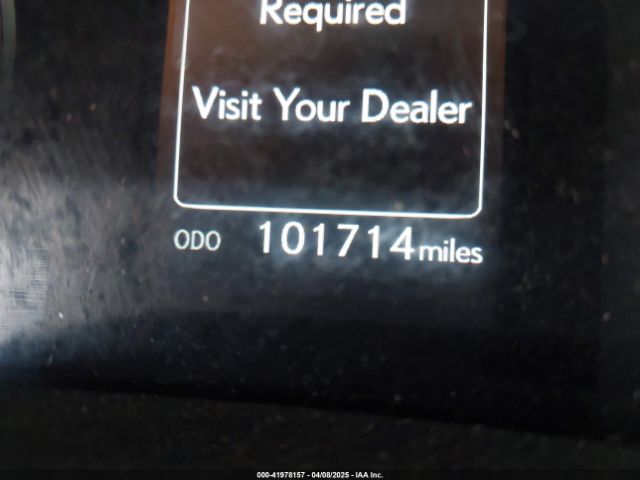 Required
Visit Your Dealer
ODO 101714 miles
000-41978157 - 04/08/2025 - IAA Inc.